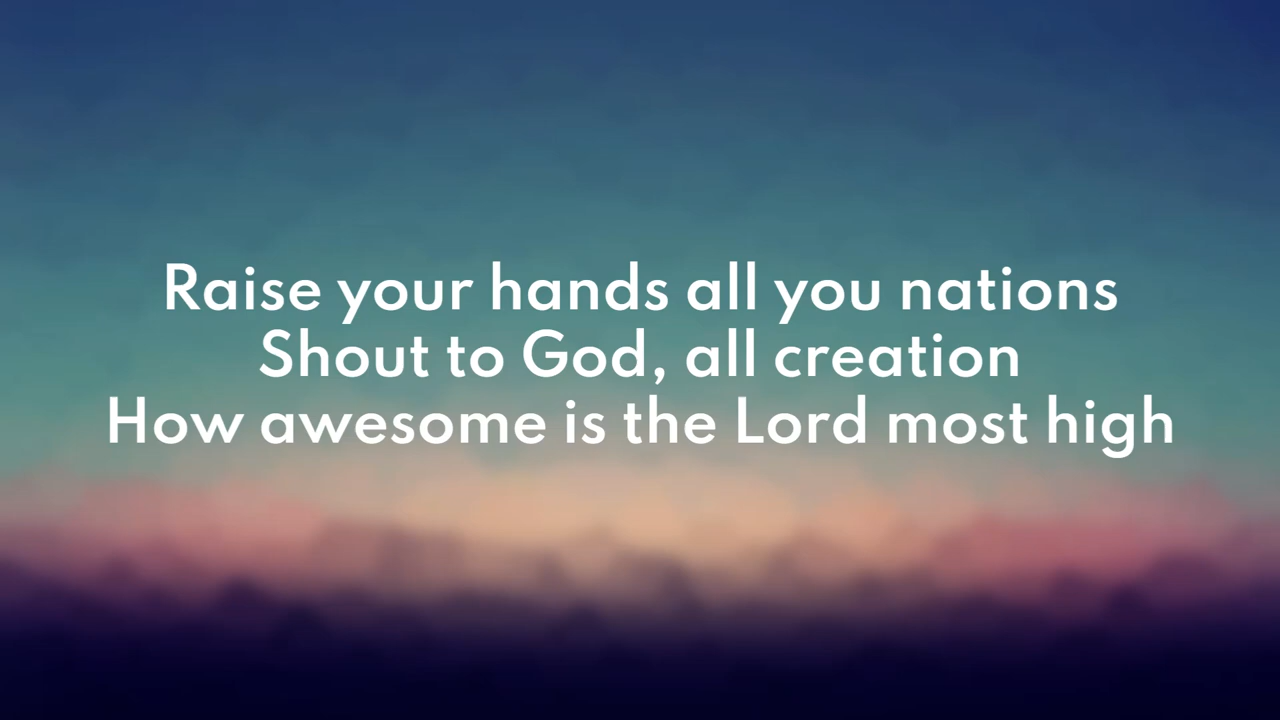 Raise your hands all you nations
Shout to God, all creation
How awesome is the Lord most high